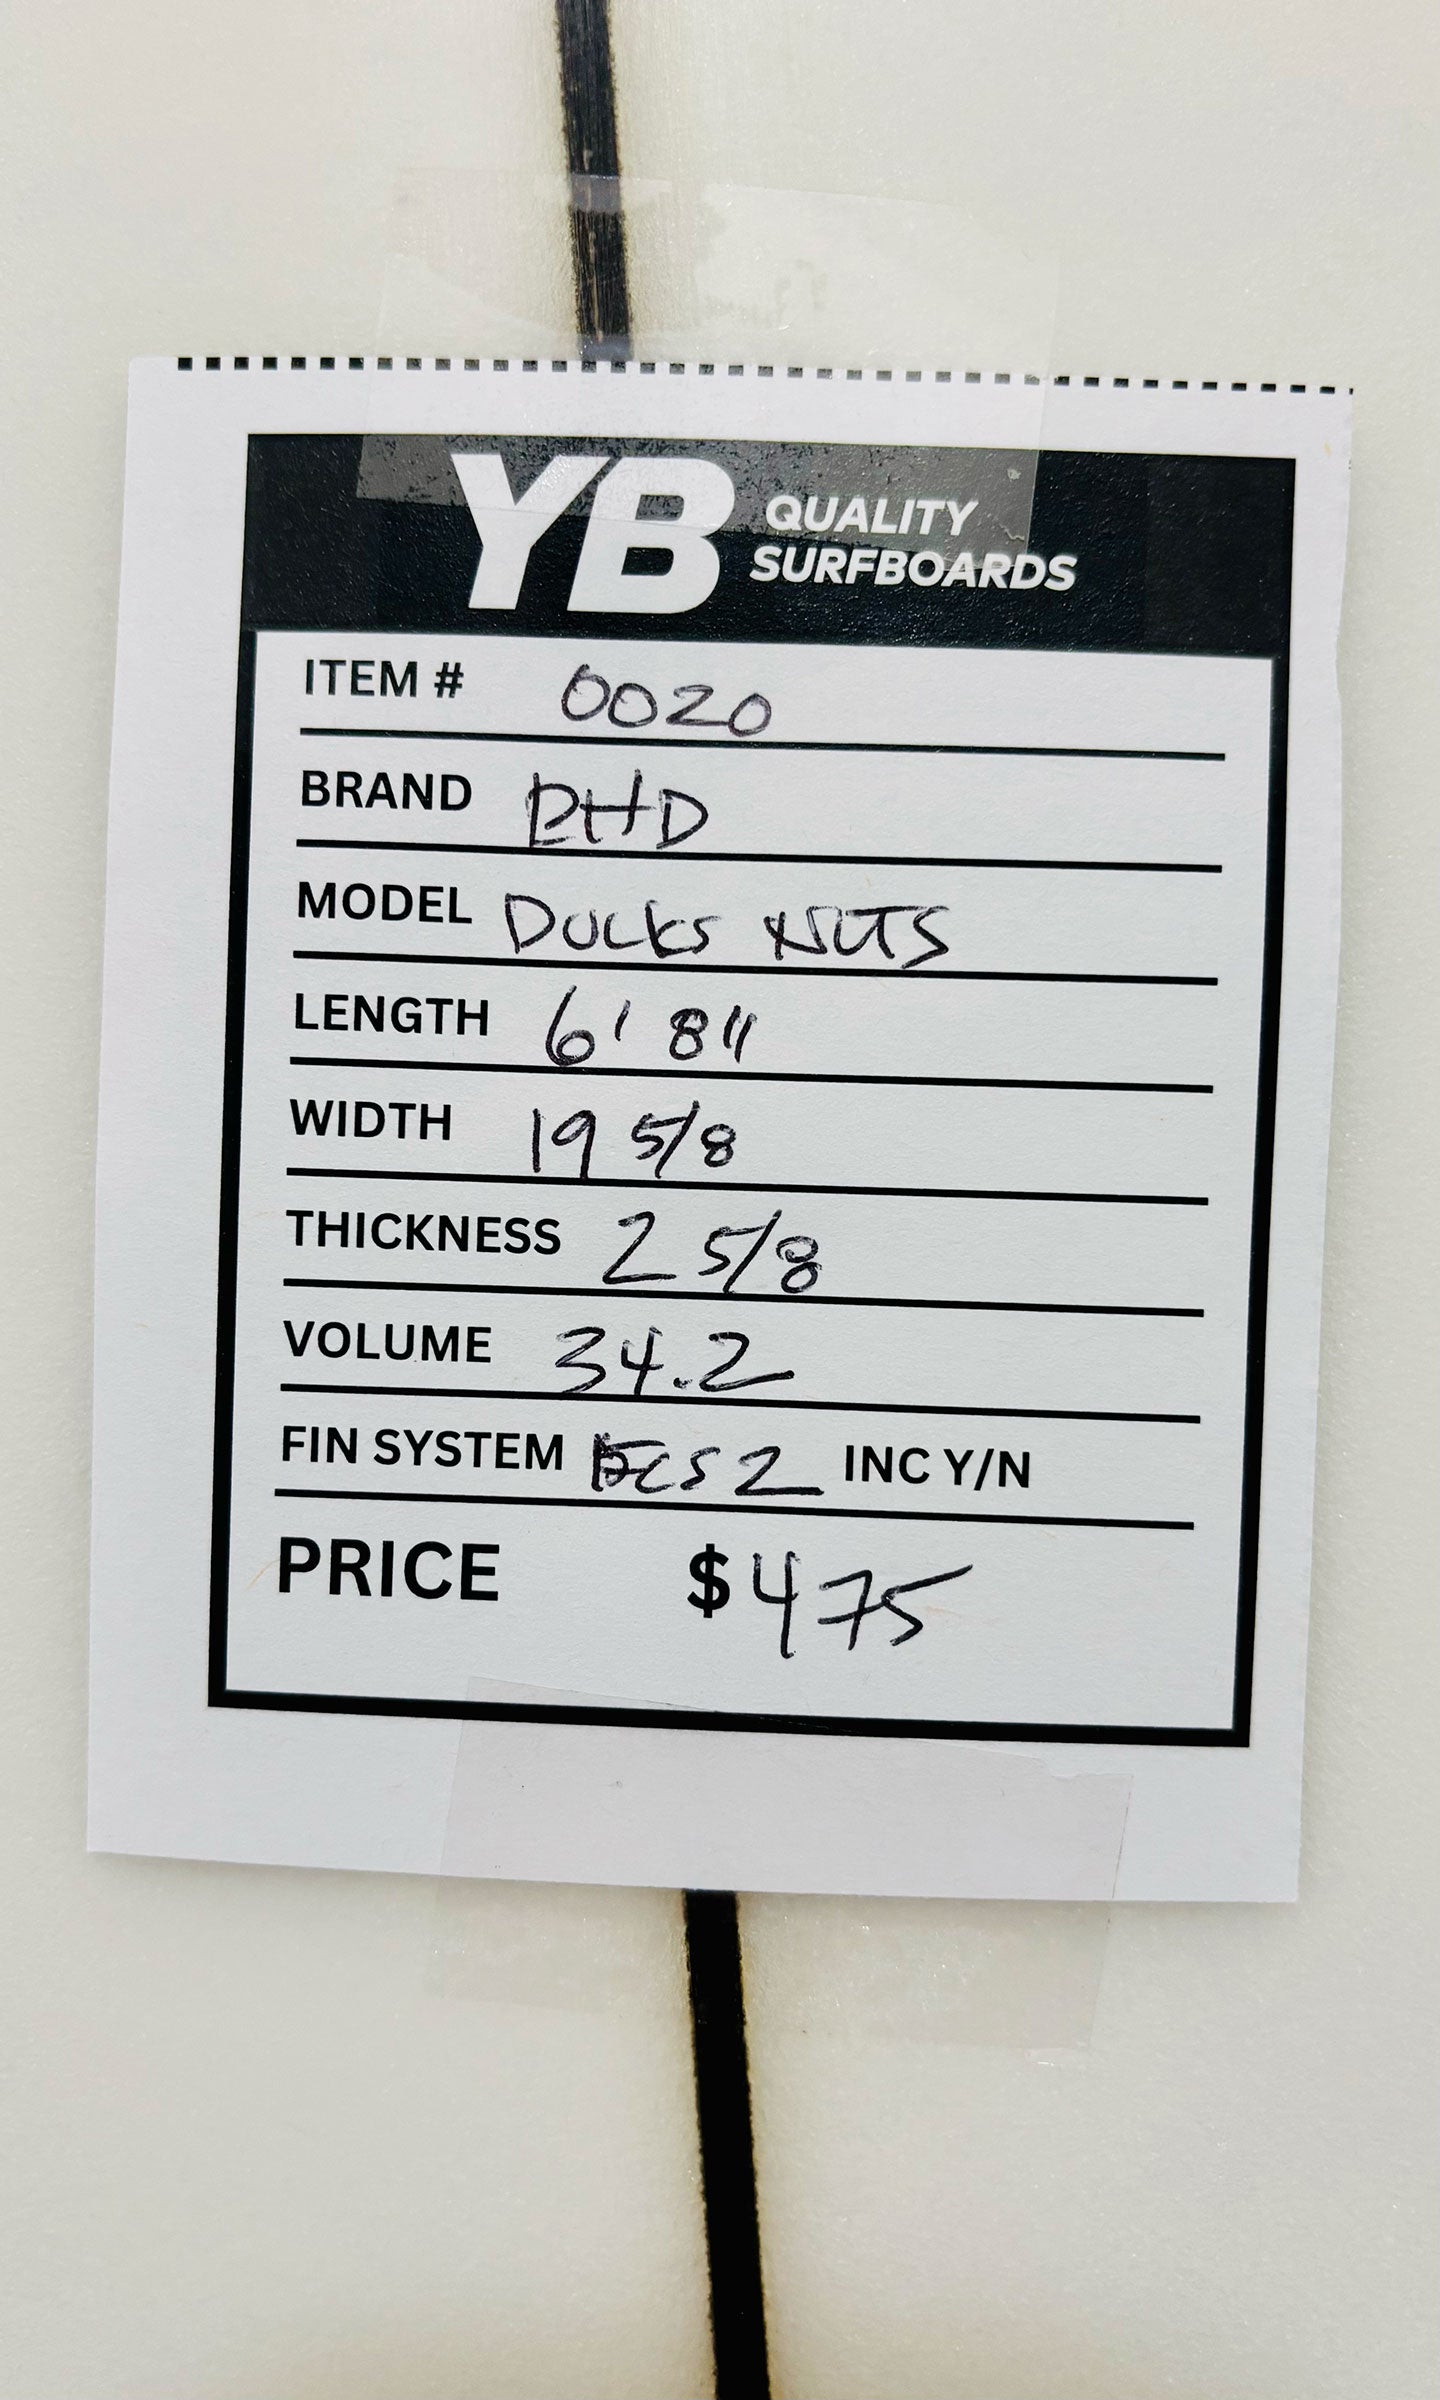 YB QUALITY
SURFBOARDS
ITEM # 0020
BRAND PHD
MODEL DUCKS NUTS
LENGTH 6' 8"
WIDTH 19 5/8
THICKNESS 2 5/8
VOLUME 34.2
FIN SYSTEM FCS 2 INC Y/N
PRICE $475